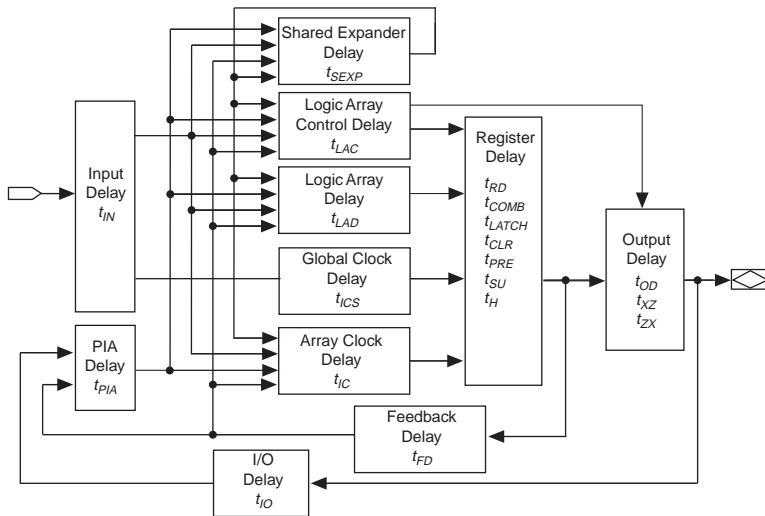 Shared Expander
Delay
tSEXP
Logic Array
Control Delay
tLAC
Register
Delay
tRD
tCOMB
tLATCH
tCLR
tPRE
tSU
tH
Input
Delay
tIN
Logic Array
Delay
tLAD
Output
Delay
tOD
tXZ
tZX
Global Clock
Delay
tICS
PIA
Delay
tPIA
Array Clock
Delay
tIC
Feedback
Delay
tFD
I/O
Delay
tIO